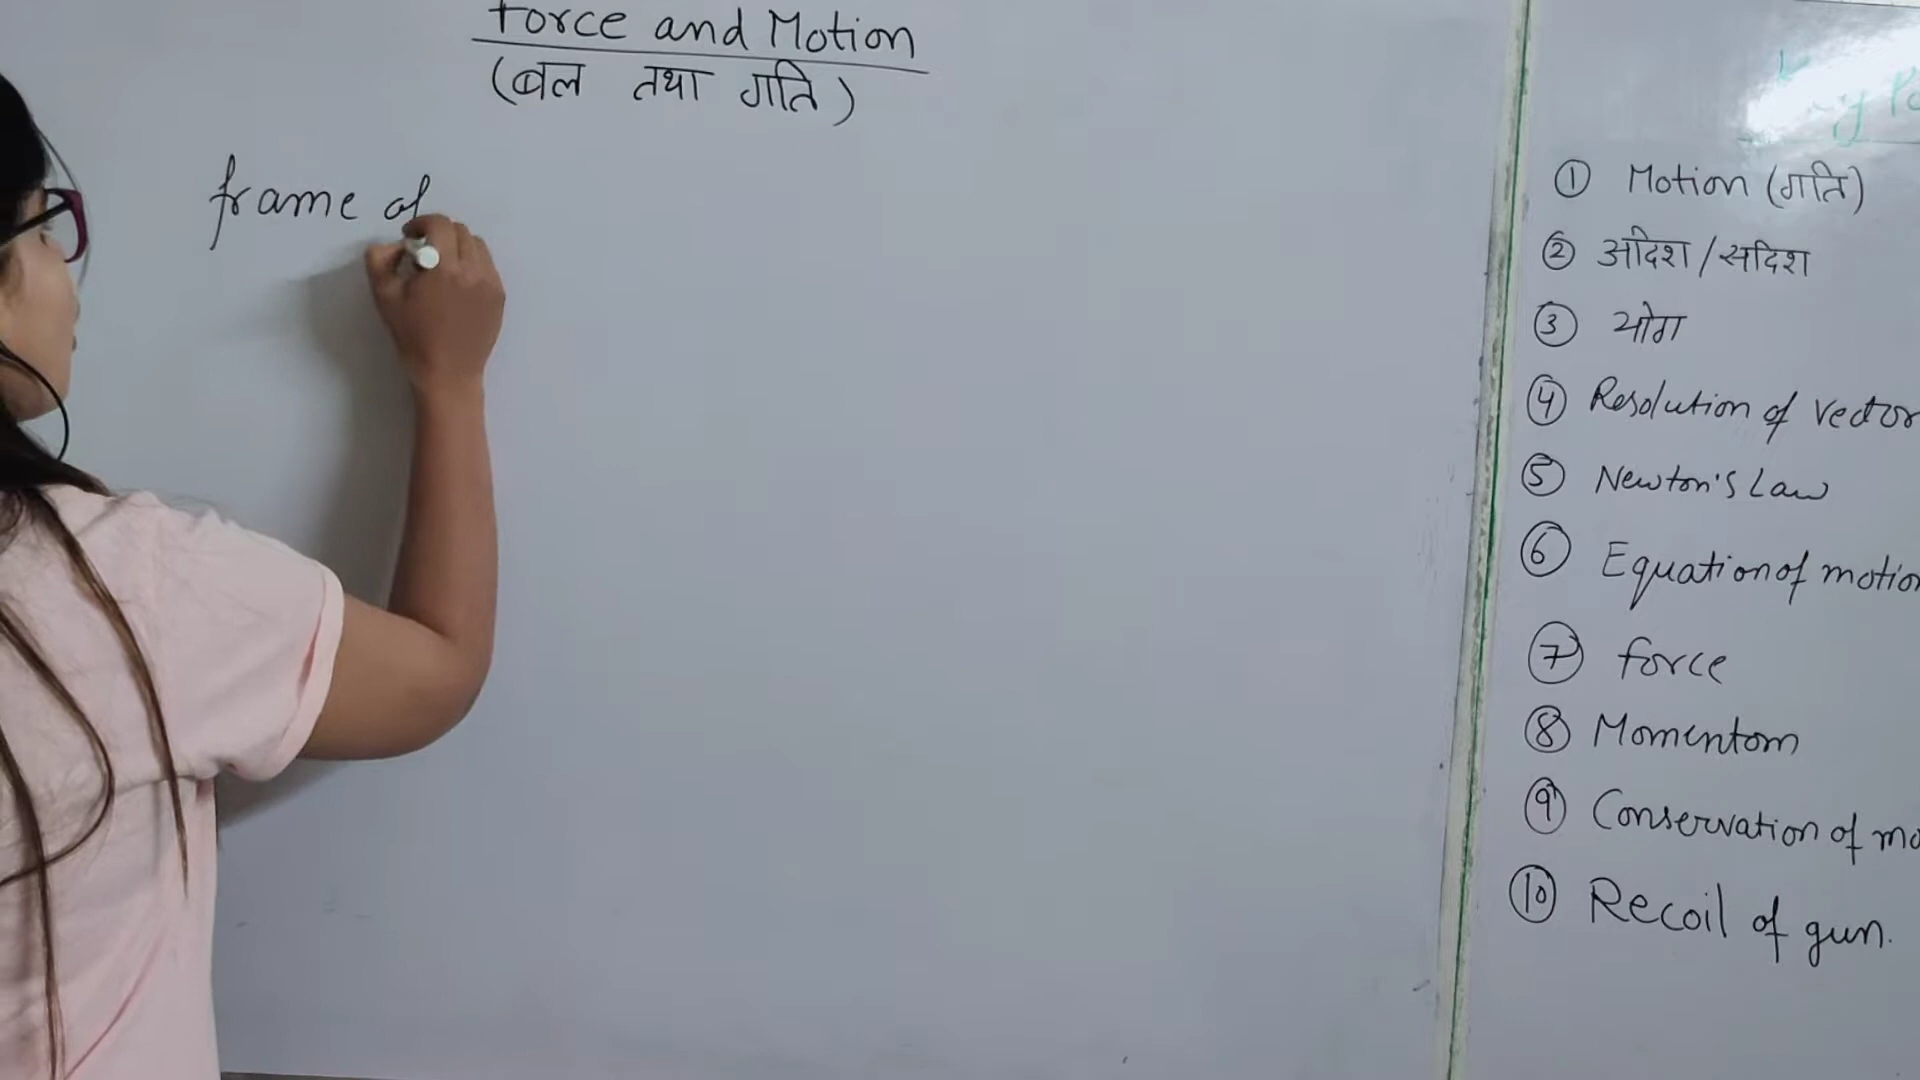 Force and Motion
(बल तथा गति)
frame of
① Motion (गति)
② अदिश / सदिश
③ योग
④ Resolution of Vector
⑤ Newton's Law
⑥ Equation of motion
⑦ force
⑧ Momentom
⑨ Conservation of mo
⑩ Recoil of gun.